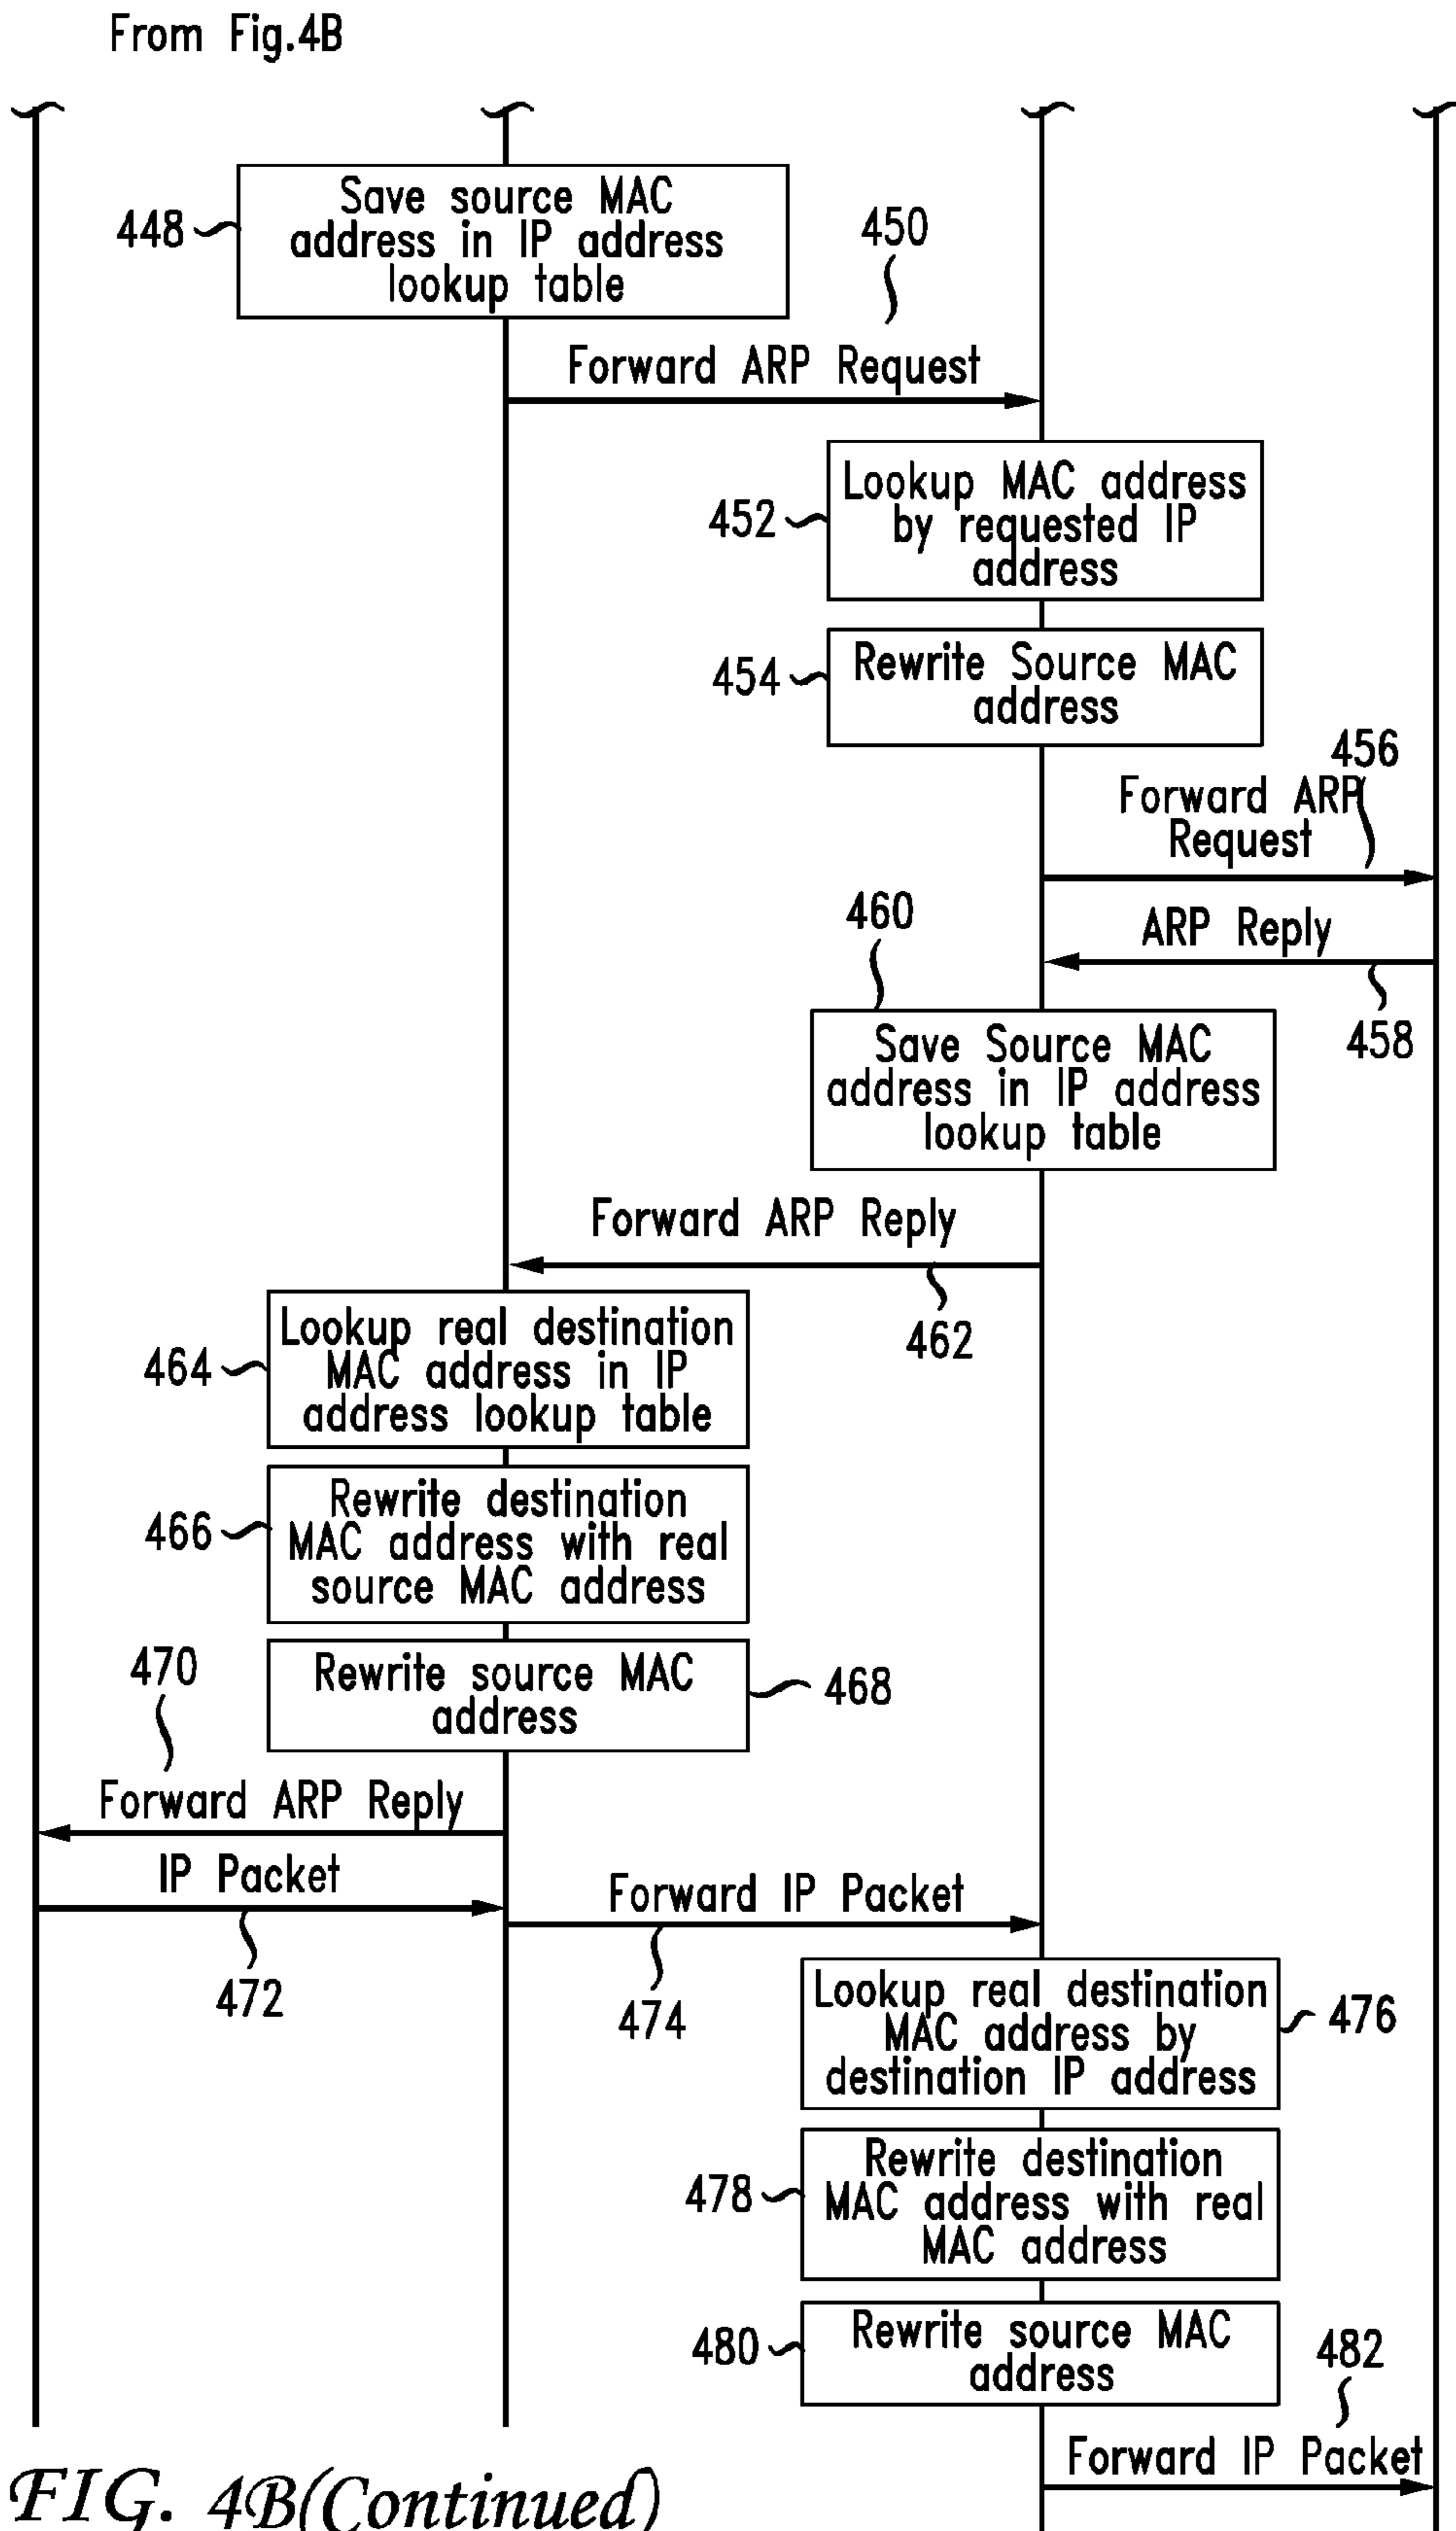 From Fig.4B
448
Save source MAC
address in IP address
lookup table
450
Forward ARP Request
452
Lookup MAC address
by requested IP
address
454
Rewrite Source MAC
address
456
Forward ARP
Request
ARP Reply
458
460
Save Source MAC
address in IP address
lookup table
Forward ARP Reply
462
464
Lookup real destination
MAC address in IP
address lookup table
466
Rewrite destination
MAC address with real
source MAC address
Rewrite source MAC
address
468
470
Forward ARP Reply
IP Packet
472
Forward IP Packet
474
Lookup real destination
MAC address by
destination IP address
476
478
Rewrite destination
MAC address with real
MAC address
480
Rewrite source MAC
address
482
Forward IP Packet
FIG. 4B(Continued)